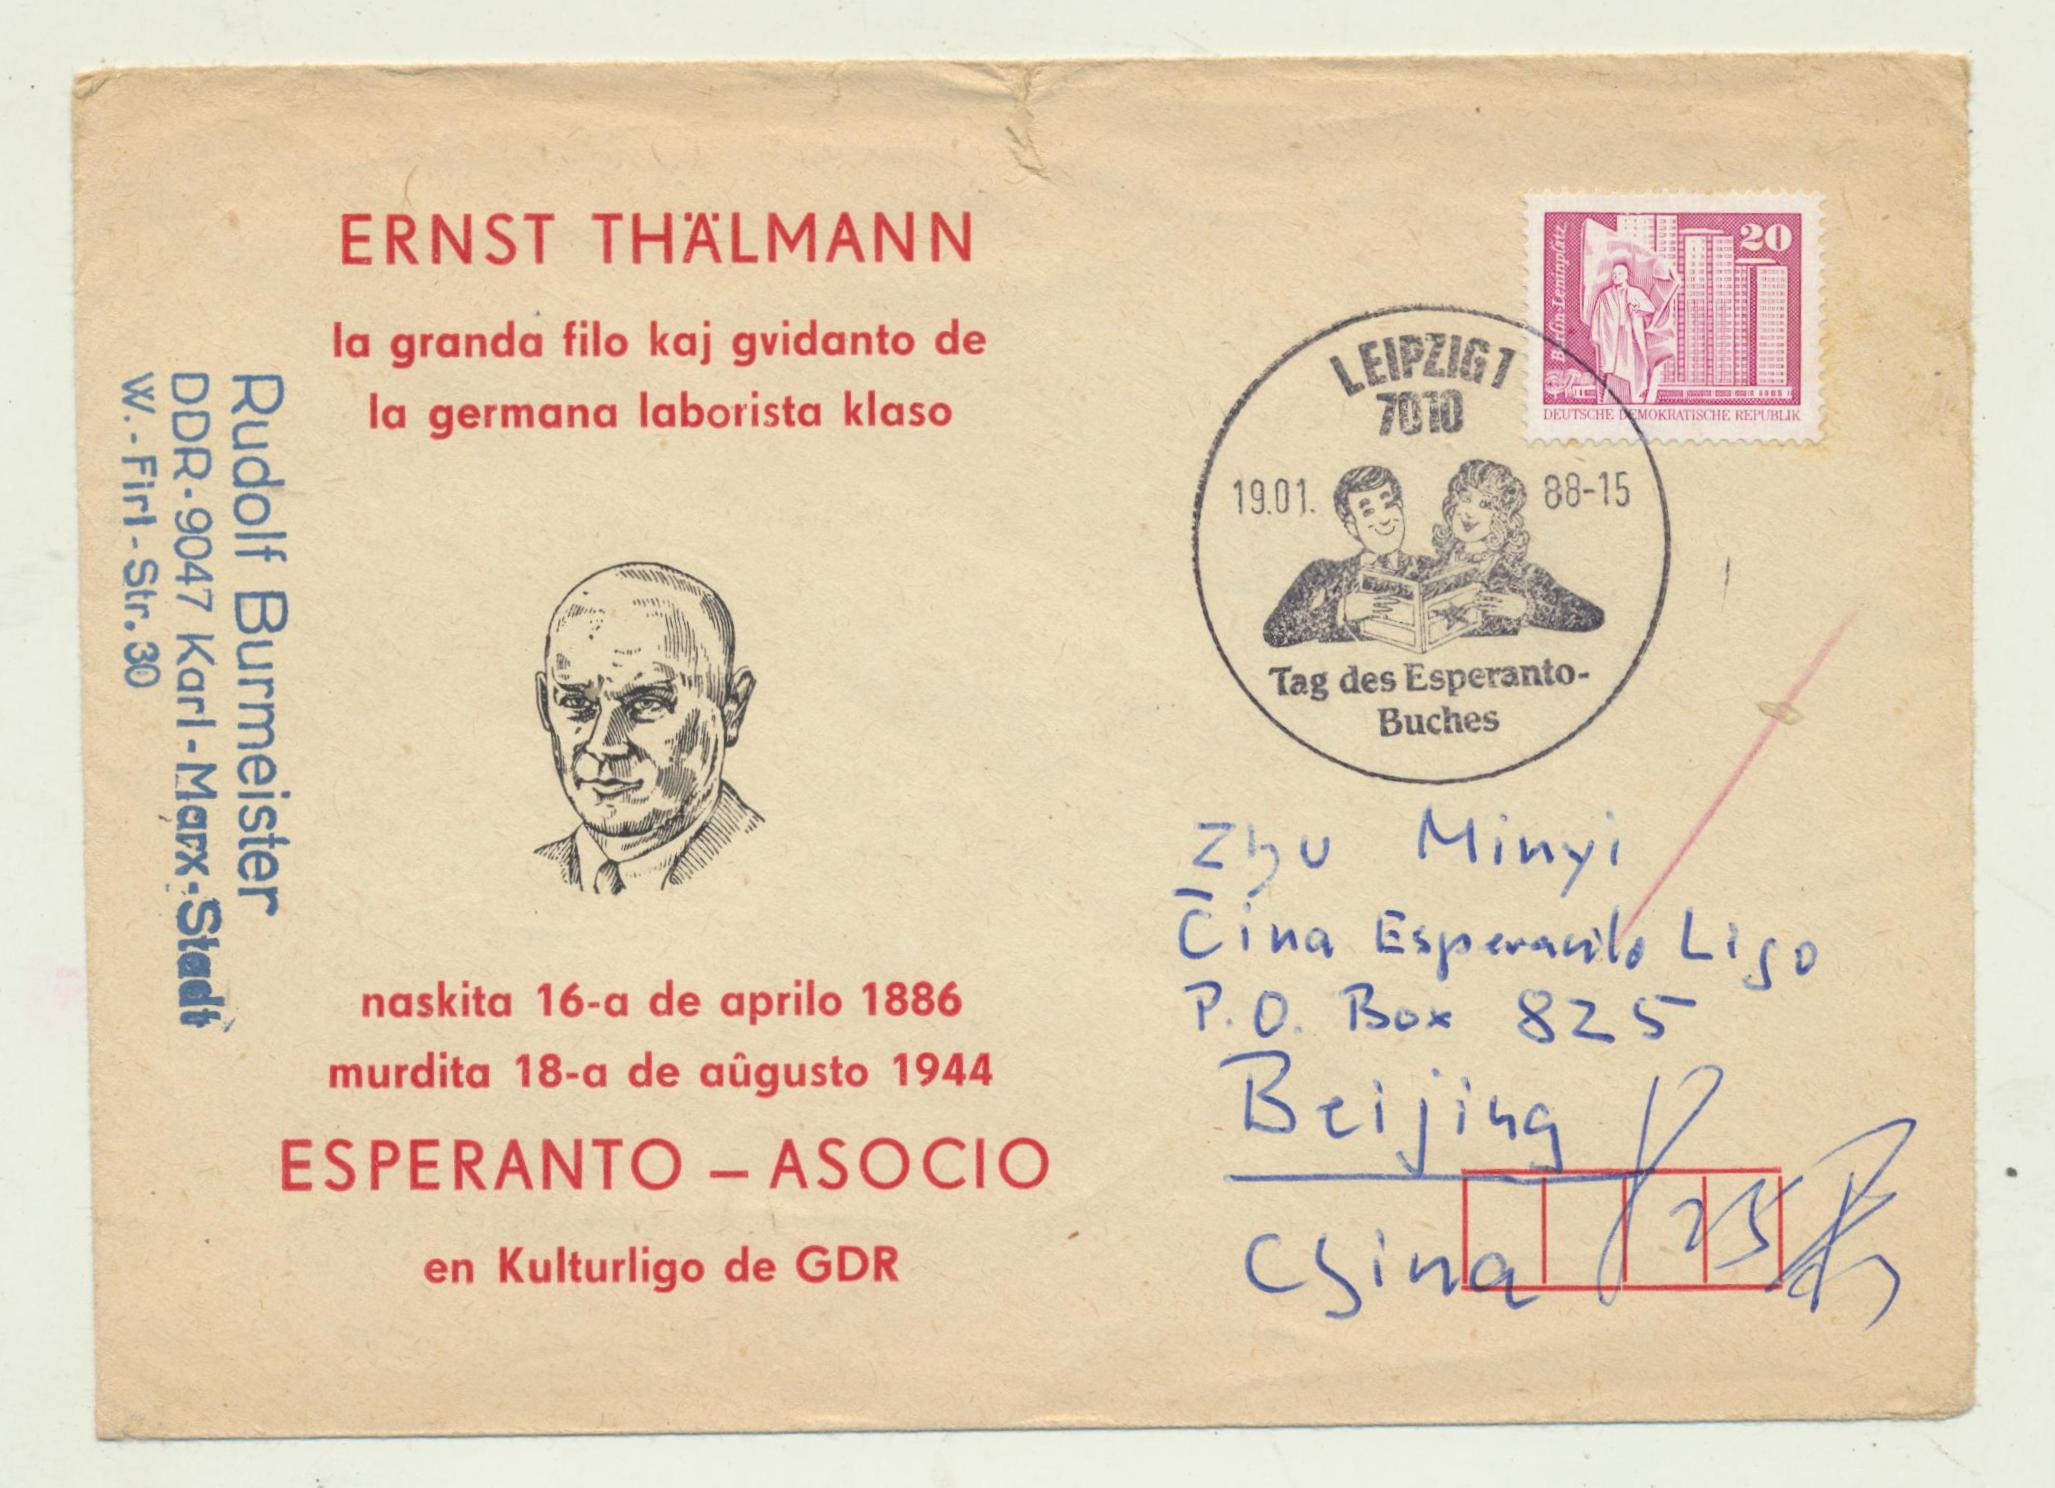 ERNST THÄLMANN
la granda filo kaj gvidanto de
la germana laborista klaso
naskita 16-a de aprilo 1886
murdita 18-a de aûgusto 1944
ESPERANTO – ASOCIO
en Kulturligo de GDR
Rudolf Burmeister
DDR-9047 Karl-Marx-Stadt
W.-Firl-Str. 30
Berlin-Leninplatz
20
DEUTSCHE DEMOKRATISCHE REPUBLIK
LEIPZIG 1
7010
19.01. 88-15
Tag des Esperanto-
Buches
Zhu Minyi
Ĉina Esperanto Ligo
P.O. Box 825
Beijing
China